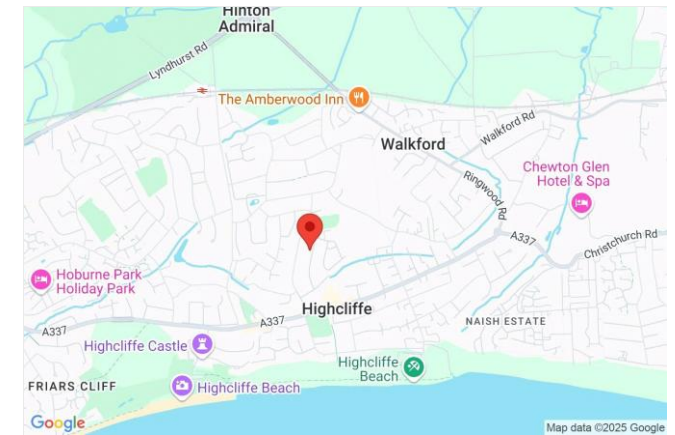 Hinton
Admiral
Lyndhurst Rd
The Amberwood Inn
Walkford
Walkford Rd
Chewton Glen
Hotel & Spa
Ringwood Rd
A337
Christchurch Rd
Hoburne Park
Holiday Park
Highcliffe
A337
A337
NAISH ESTATE
Highcliffe Castle
Highcliffe
Beach
FRIARS CLIFF
Highcliffe Beach
Google
Map data ©2025 Google